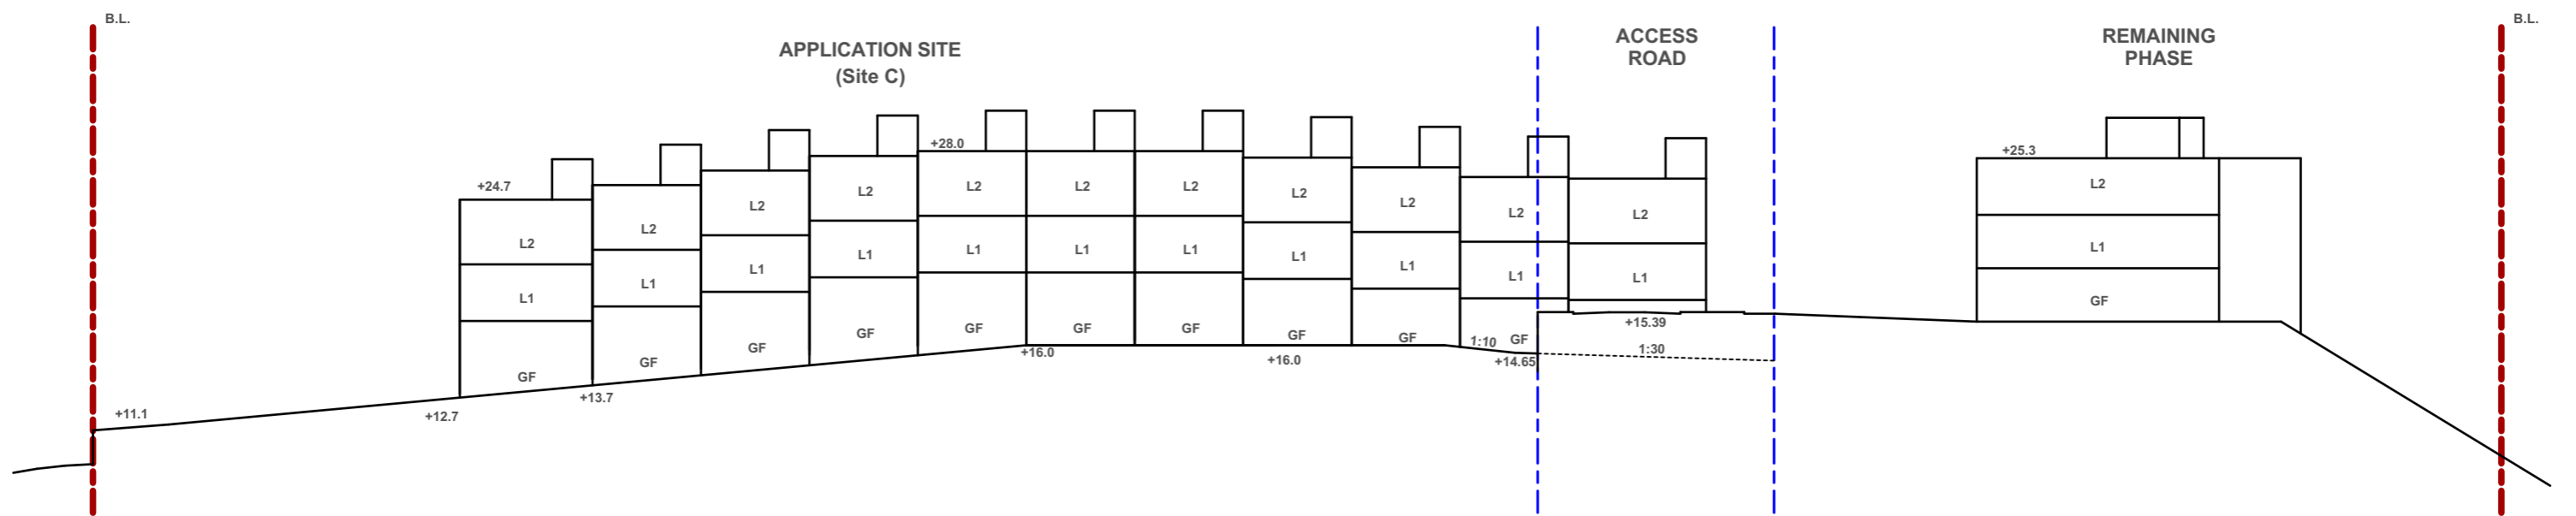 B.L.
B.L.
APPLICATION SITE
(Site C)
ACCESS
ROAD
REMAINING
PHASE
+24.7
+28.0
+25.3
L2
L2
L2
L2
L2
L2
L2
L2
L2
L2
L2
L2
L1
L1
L1
L1
L1
L1
L1
L1
L1
L1
L1
L1
GF
GF
GF
GF
GF
GF
GF
GF
GF
GF
GF
+11.1
+12.7
+13.7
+16.0
+16.0
1:10
+14.65
+15.39
1:30